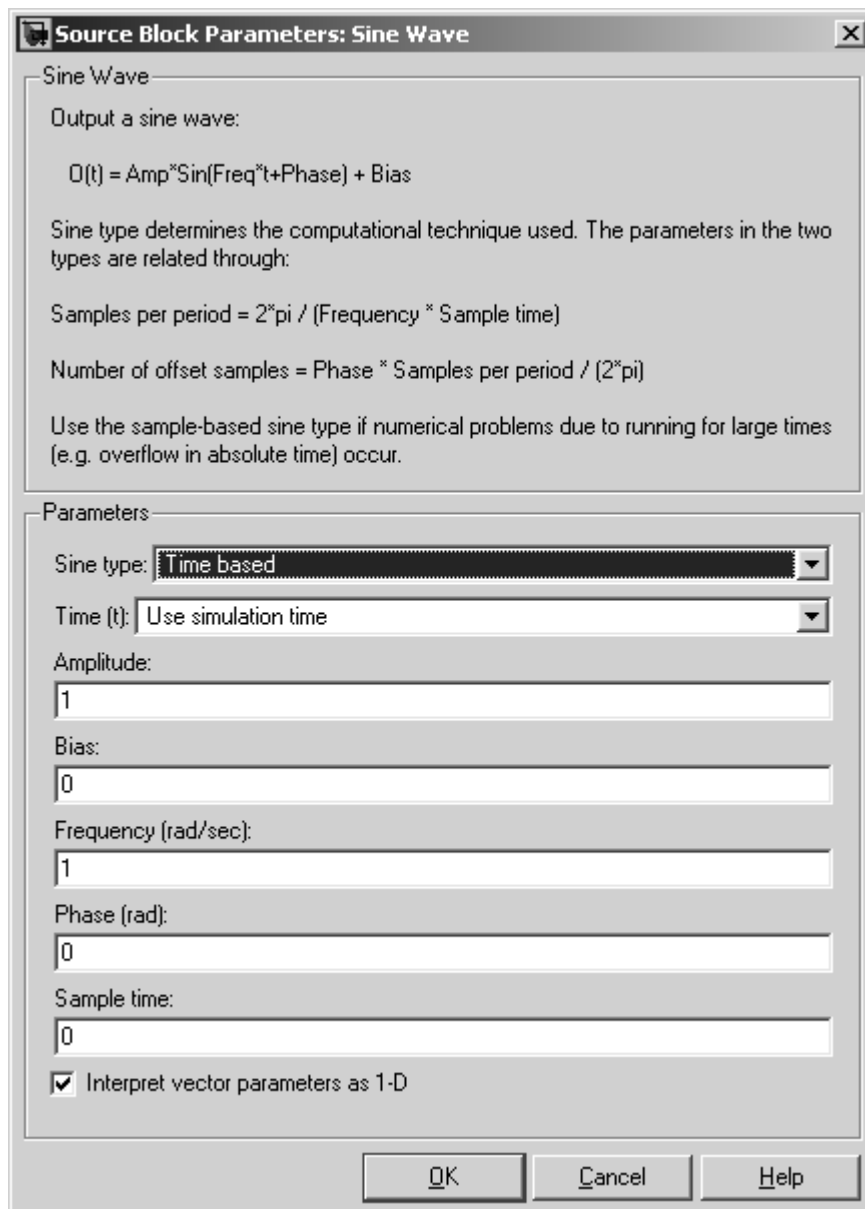 Source Block Parameters: Sine Wave
Sine Wave
Output a sine wave:
O(t) = Amp*Sin(Freq*t+Phase) + Bias
Sine type determines the computational technique used. The parameters in the two
types are related through:
Samples per period = 2*pi / (Frequency * Sample time)
Number of offset samples = Phase * Samples per period / (2*pi)
Use the sample-based sine type if numerical problems due to running for large times
(e.g. overflow in absolute time) occur.
Parameters
Sine type: Time based
Time (t): Use simulation time
Amplitude:
1
Bias:
0
Frequency (rad/sec):
1
Phase (rad):
0
Sample time:
0
Interpret vector parameters as 1-D
OK Cancel Help